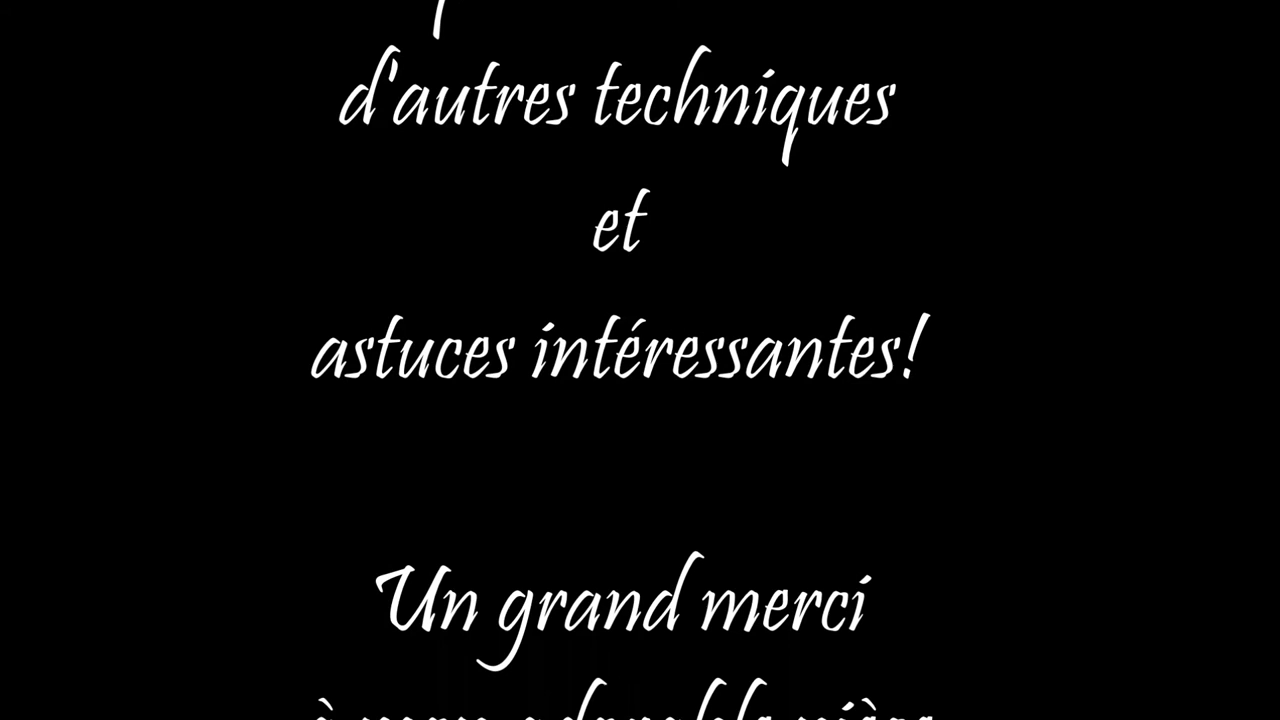 d'autres techniques
et
astuces intéressantes!
Un grand merci